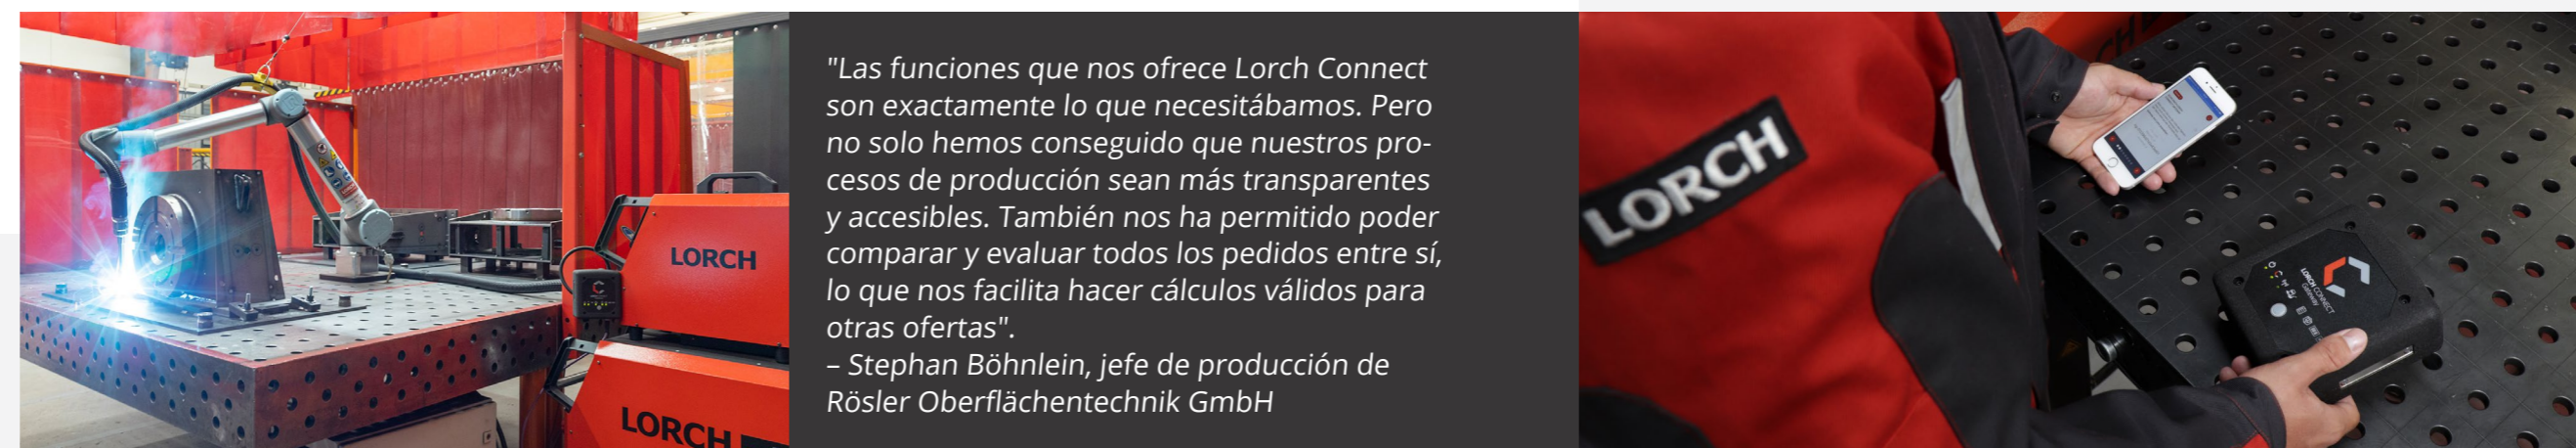 LORCH
LORCH
"Las funciones que nos ofrece Lorch Connect
son exactamente lo que necesitábamos. Pero
no solo hemos conseguido que nuestros pro-
cesos de producción sean más transparentes
y accesibles. También nos ha permitido poder
comparar y evaluar todos los pedidos entre sí,
lo que nos facilita hacer cálculos válidos para
otras ofertas".
– Stephan Böhnlein, jefe de producción de
Rösler Oberflächentechnik GmbH
LORCH
LORCH CONNECT
Gateway